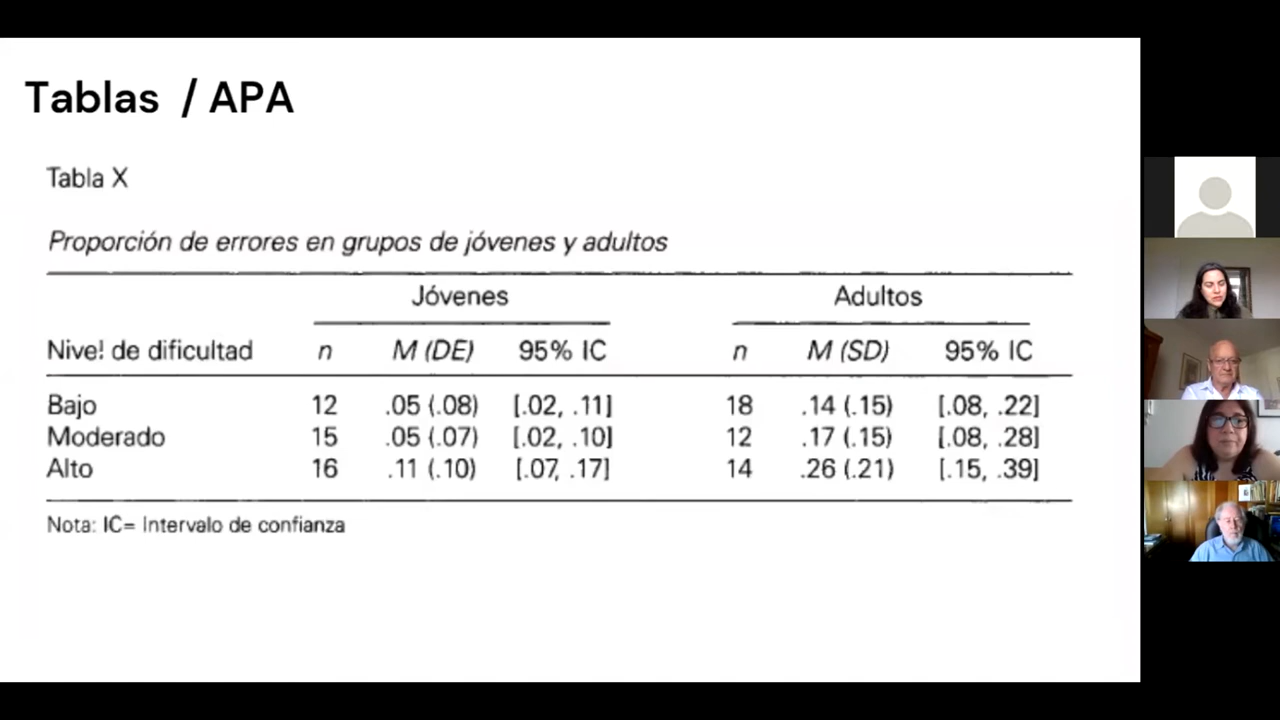 Tablas / APA
Tabla X
Proporción de errores en grupos de jóvenes y adultos
Jóvenes Adultos
Nivel de dificultad n M (DE) 95% IC n M (SD) 95% IC
Bajo 12 .05 (.08) [.02, .11] 18 .14 (.15) [.08, .22]
Moderado 15 .05 (.07) [.02, .10] 12 .17 (.15) [.08, .28]
Alto 16 .11 (.10) [.07, .17] 14 .26 (.21) [.15, .39]
Nota: IC= Intervalo de confianza